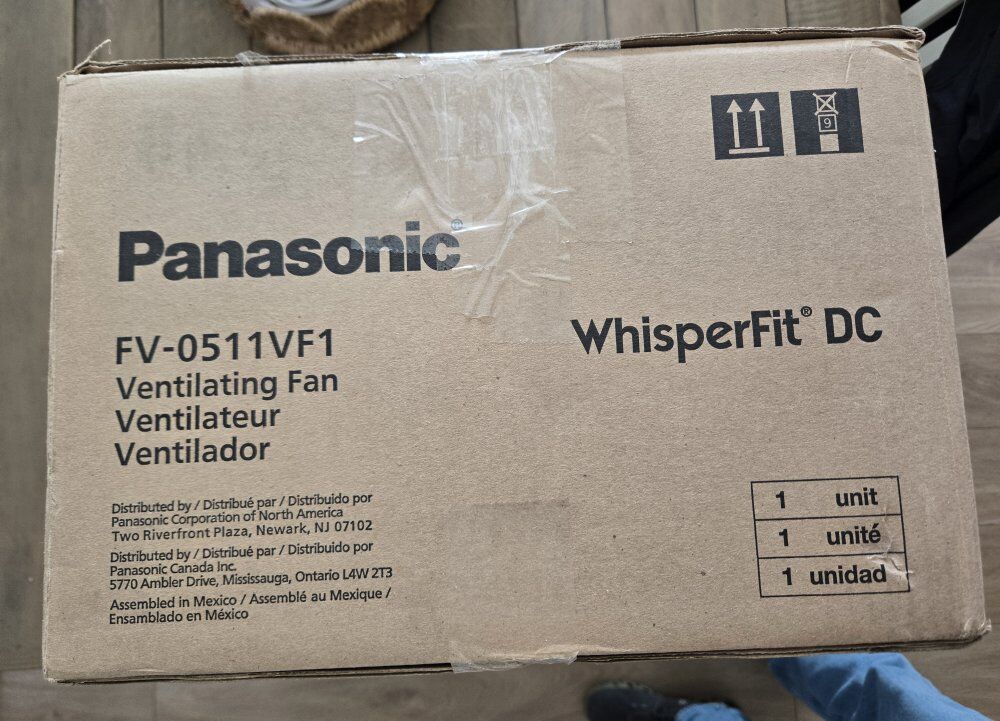 9
Panasonic®
WhisperFit® DC
FV-0511VF1
Ventilating Fan
Ventilateur
Ventilador
Distributed by / Distribué par / Distribuido por
Panasonic Corporation of North America
Two Riverfront Plaza, Newark, NJ 07102
Distributed by / Distribué par / Distribuido por
Panasonic Canada Inc.
5770 Ambler Drive, Mississauga, Ontario L4W 2T3
Assembled in Mexico / Assemblé au Mexique /
Ensamblado en México
1 unit
1 unité
1 unidad